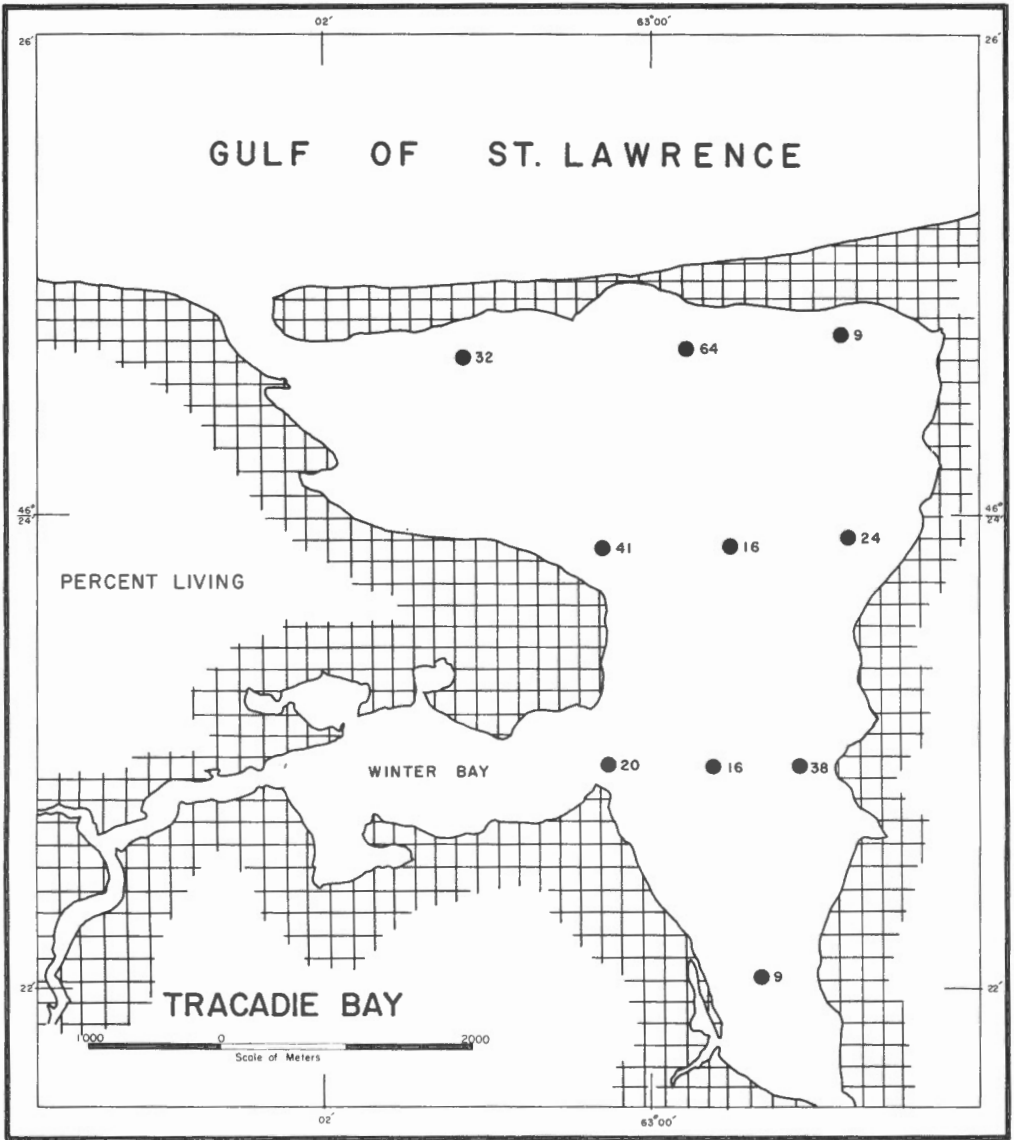 02' 63°00'
26' 26'
GULF OF ST. LAWRENCE
32 64 9
46° 24' 46° 24'
41 16 24
PERCENT LIVING
WINTER BAY 20 16 38
9
22' 22'
TRACADIE BAY
1000 0 2000
Scale of Meters
02' 63°00'